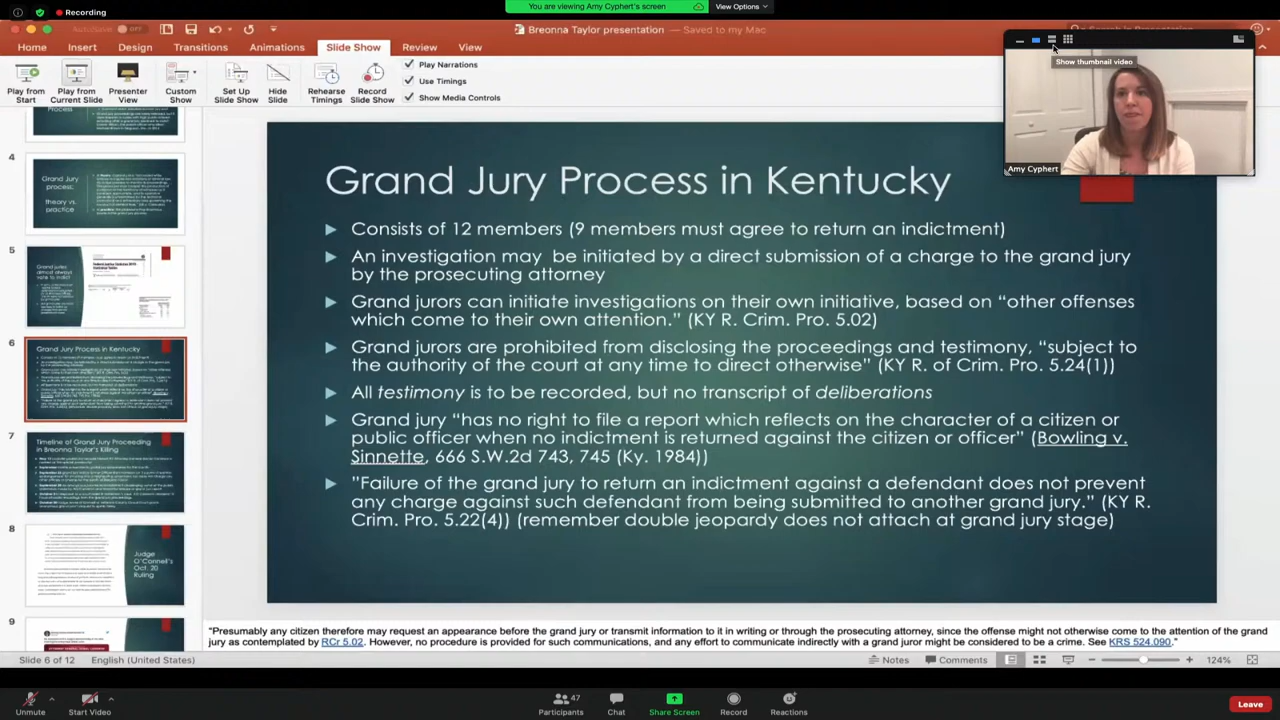 Recording
You are viewing Amy Cyphert's screen
View Options
AutoSave OFF
Breonna Taylor presentation — Saved to my Mac
Search in Presentation
Home Insert Design Transitions Animations Slide Show Review View
Play from Start
Play from Current Slide
Presenter View
Custom Show
Set Up Slide Show
Hide Slide
Rehearse Timings
Record Slide Show
Play Narrations
Use Timings
Show Media Controls
Show thumbnail video
Amy Cyphert
Process
4
Grand Jury process: theory vs. practice
5
Grand juries almost always vote to indict
6
Grand Jury Process in Kentucky
7
Timeline of Grand Jury Proceeding in Breonna Taylor's Killing
8
Judge O'Connell's Oct. 20 Ruling
9
Grand Jury Process in Kentucky
Consists of 12 members (9 members must agree to return an indictment)
An investigation may be initiated by a direct submission of a charge to the grand jury
by the prosecuting attorney
Grand jurors can initiate investigations on their own initiative, based on "other offenses
which come to their own attention." (KY R. Crim. Pro. 5.02)
Grand jurors are prohibited from disclosing the proceedings and testimony, "subject to
the authority of the court at any time to direct otherwise" (KY R. of Crim. Pro. 5.24(1))
All testimony is to be recorded, but no transcript of deliberations
Grand jury "has no right to file a report which reflects on the character of a citizen or
public officer when no indictment is returned against the citizen or officer" (Bowling v.
Sinnette, 666 S.W.2d 743, 745 (Ky. 1984))
"Failure of the grand jury to return an indictment against a defendant does not prevent
any charge against such defendant from being submitted to another grand jury." (KY R.
Crim. Pro. 5.22(4)) (remember double jeopardy does not attach at grand jury stage)
"Presumably any citizen therefore may request an appearance before the grand jury or transmit information to it in writing or through the prosecuting attorney, since the offense might not otherwise come to the attention of the grand
jury as contemplated by RCr 5.02. However, no procedure is provided for such communications, and any effort to communicate indirectly with a grand juror might be considered to be a crime. See KRS 524.090."
Slide 6 of 12 English (United States)
Notes Comments 124%
Unmute Start Video
Participants 47
Chat
Share Screen
Record
Reactions
Leave